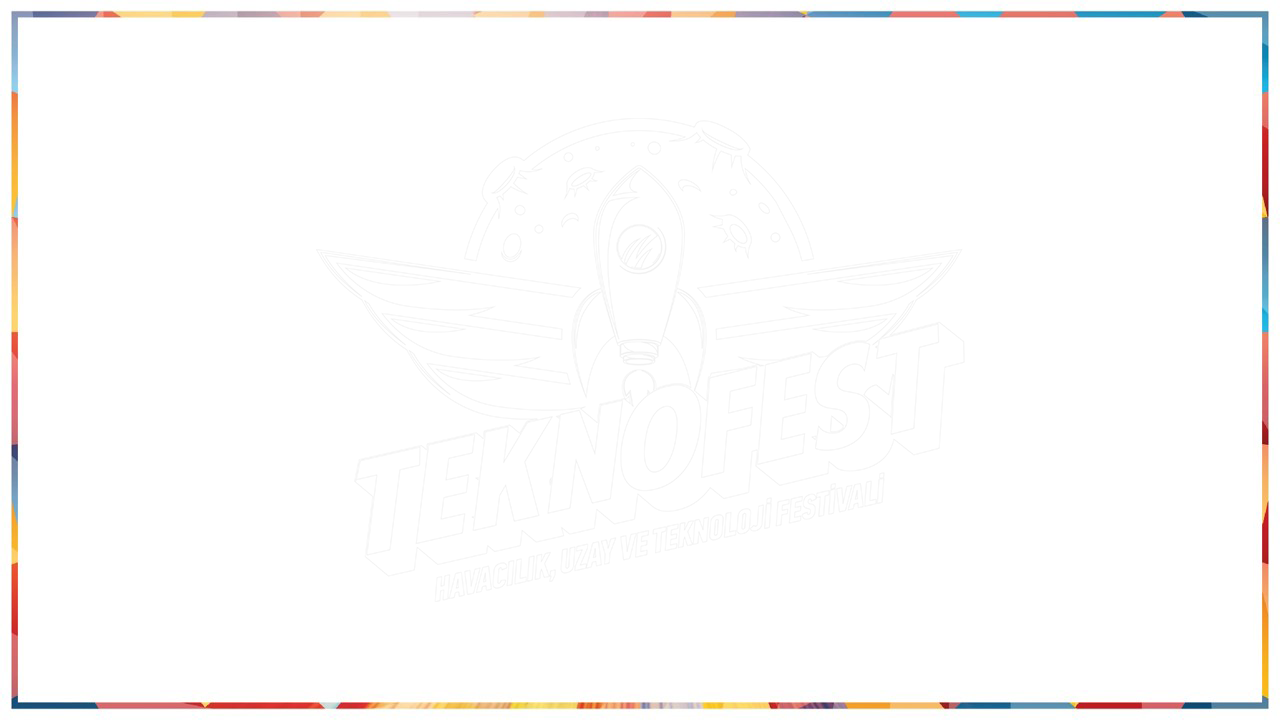 TEKNOFEST
HAVACILIK, UZAY VE TEKNOLOJİ FESTİVALİ